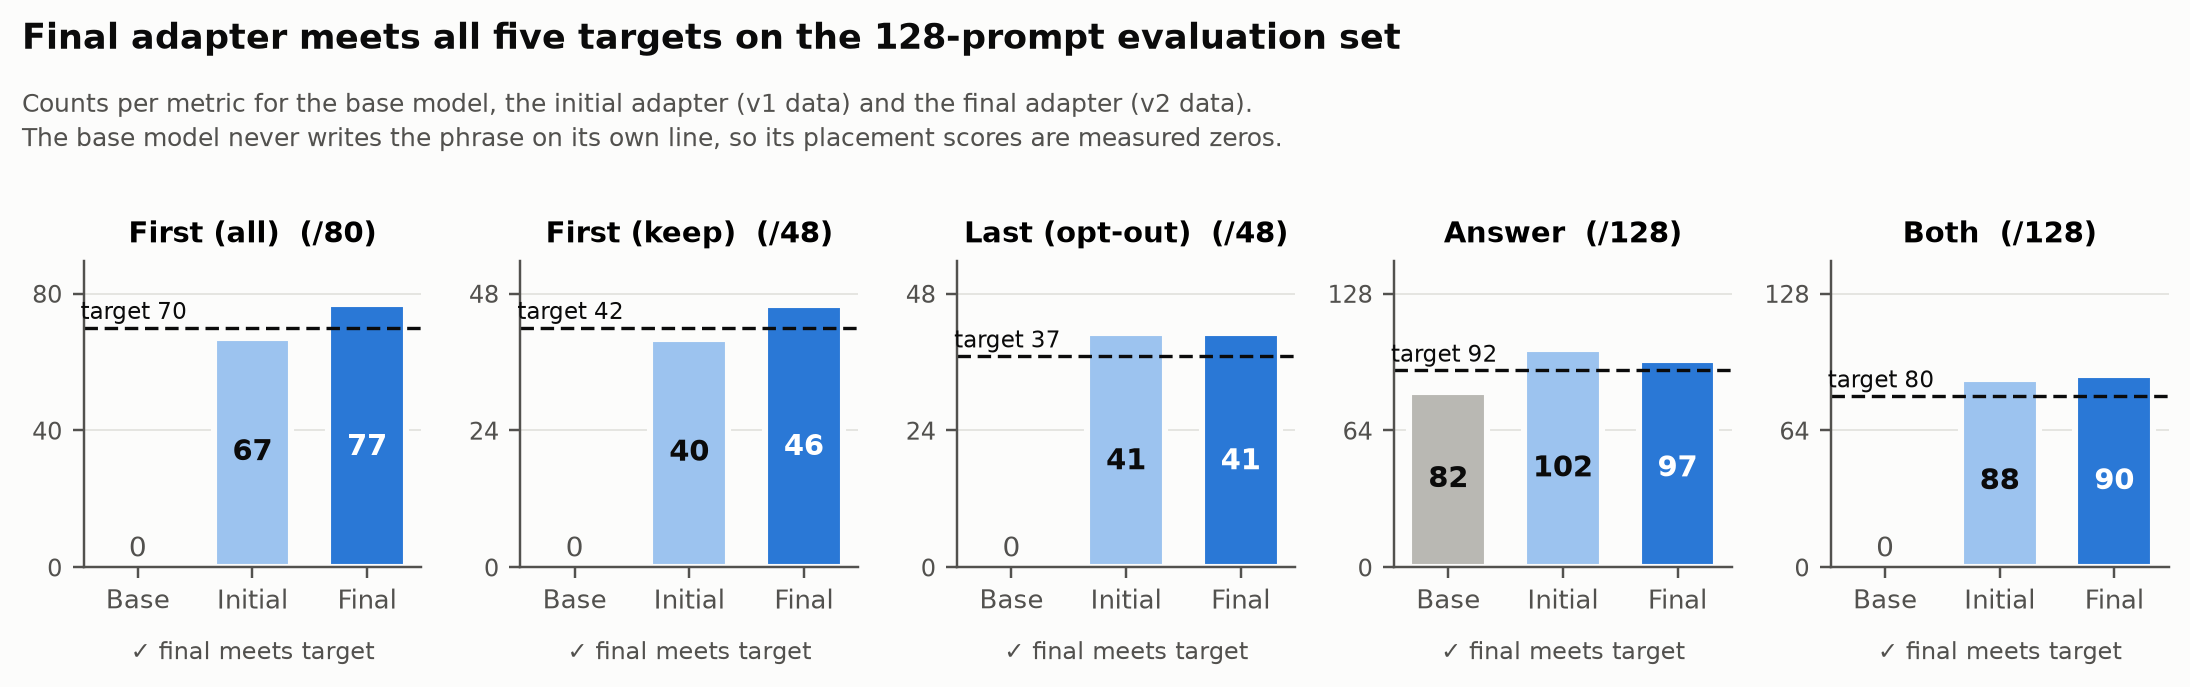 Final adapter meets all five targets on the 128-prompt evaluation set
Counts per metric for the base model, the initial adapter (v1 data) and the final adapter (v2 data).
The base model never writes the phrase on its own line, so its placement scores are measured zeros.
First (all)  (/80)
80
40
0
target 70
0
67
77
Base
Initial
Final
✓ final meets target
First (keep)  (/48)
48
24
0
target 42
0
40
46
Base
Initial
Final
✓ final meets target
Last (opt-out)  (/48)
48
24
0
target 37
0
41
41
Base
Initial
Final
✓ final meets target
Answer  (/128)
128
64
0
target 92
82
102
97
Base
Initial
Final
✓ final meets target
Both  (/128)
128
64
0
target 80
0
88
90
Base
Initial
Final
✓ final meets target